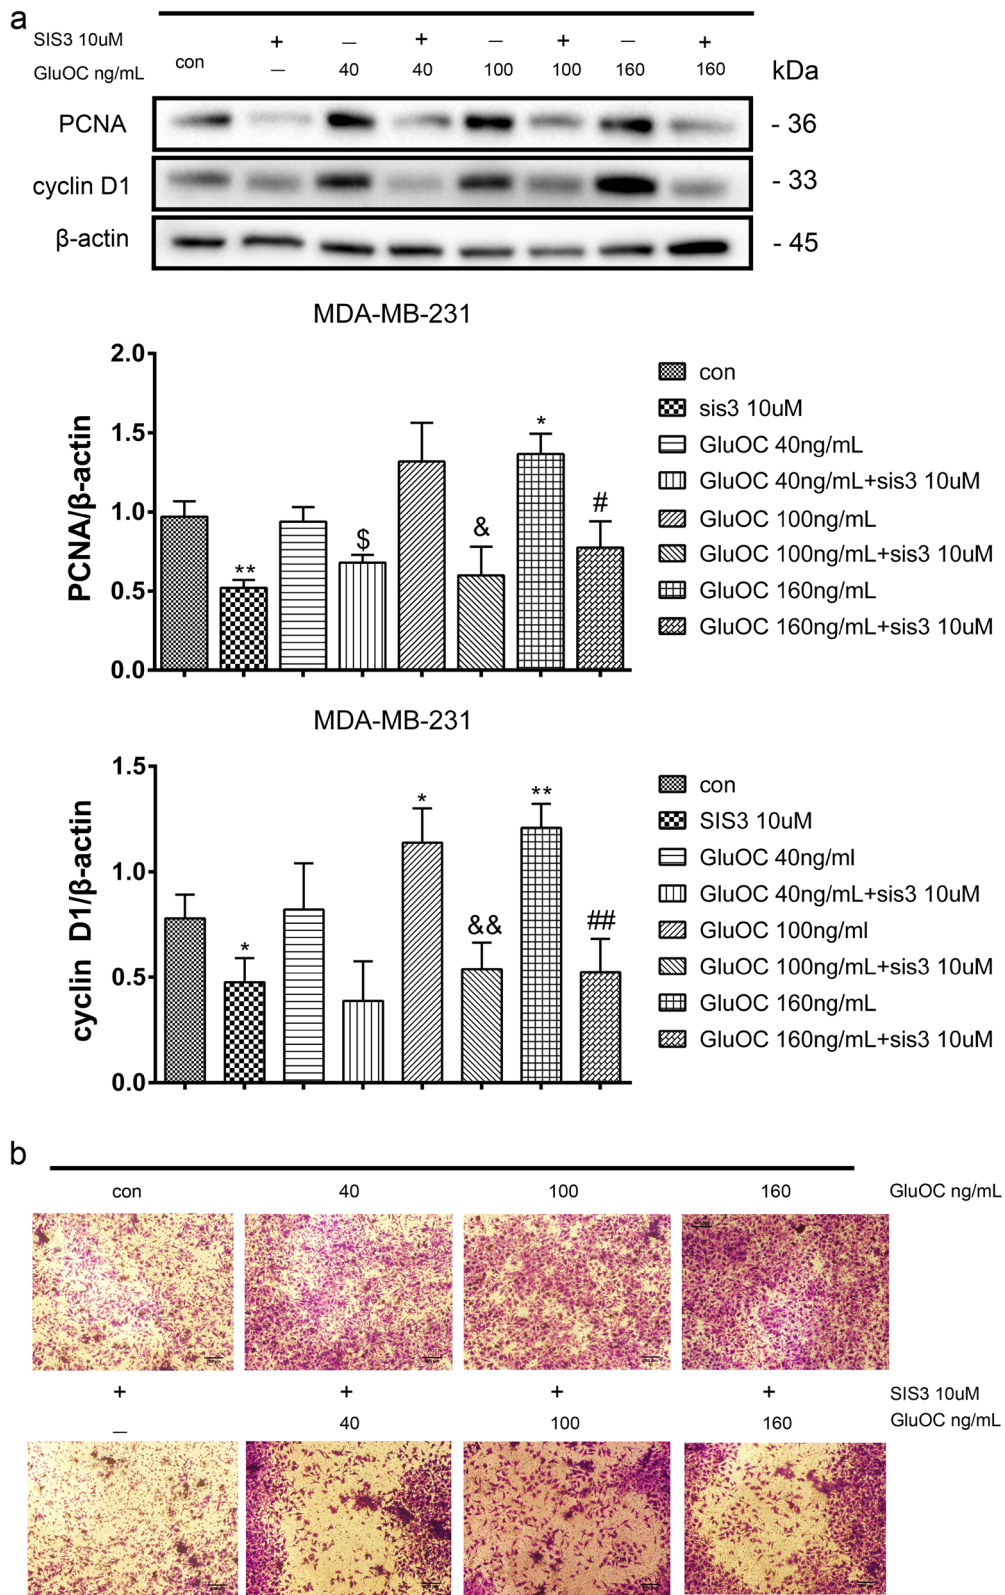 a
SIS3 10uM + — + — + — +
GluOC ng/mL con — 40 40 100 100 160 160 kDa
PCNA - 36
cyclin D1 - 33
β-actin - 45
MDA-MB-231
PCNA/β-actin
2.0
1.5
1.0
0.5
0.0
**
$
&
*
#
con
sis3 10uM
GluOC 40ng/mL
GluOC 40ng/mL+sis3 10uM
GluOC 100ng/mL
GluOC 100ng/mL+sis3 10uM
GluOC 160ng/mL
GluOC 160ng/mL+sis3 10uM
MDA-MB-231
cyclin D1/β-actin
1.5
1.0
0.5
0.0
*
*
&&
**
##
con
SIS3 10uM
GluOC 40ng/ml
GluOC 40ng/mL+sis3 10uM
GluOC 100ng/ml
GluOC 100ng/mL+sis3 10uM
GluOC 160ng/mL
GluOC 160ng/mL+sis3 10uM
b
con 40 100 160 GluOC ng/mL
+ + + + SIS3 10uM
— 40 100 160 GluOC ng/mL